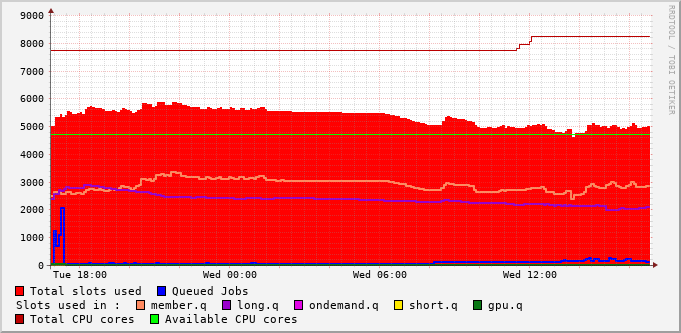 9000
8000
7000
6000
5000
4000
3000
2000
1000
0
Tue 18:00 Wed 00:00 Wed 06:00 Wed 12:00
RRDTOOL / TOBI OETIKER
Total slots used Queued Jobs
Slots used in : member.q long.q ondemand.q short.q gpu.q
Total CPU cores Available CPU cores